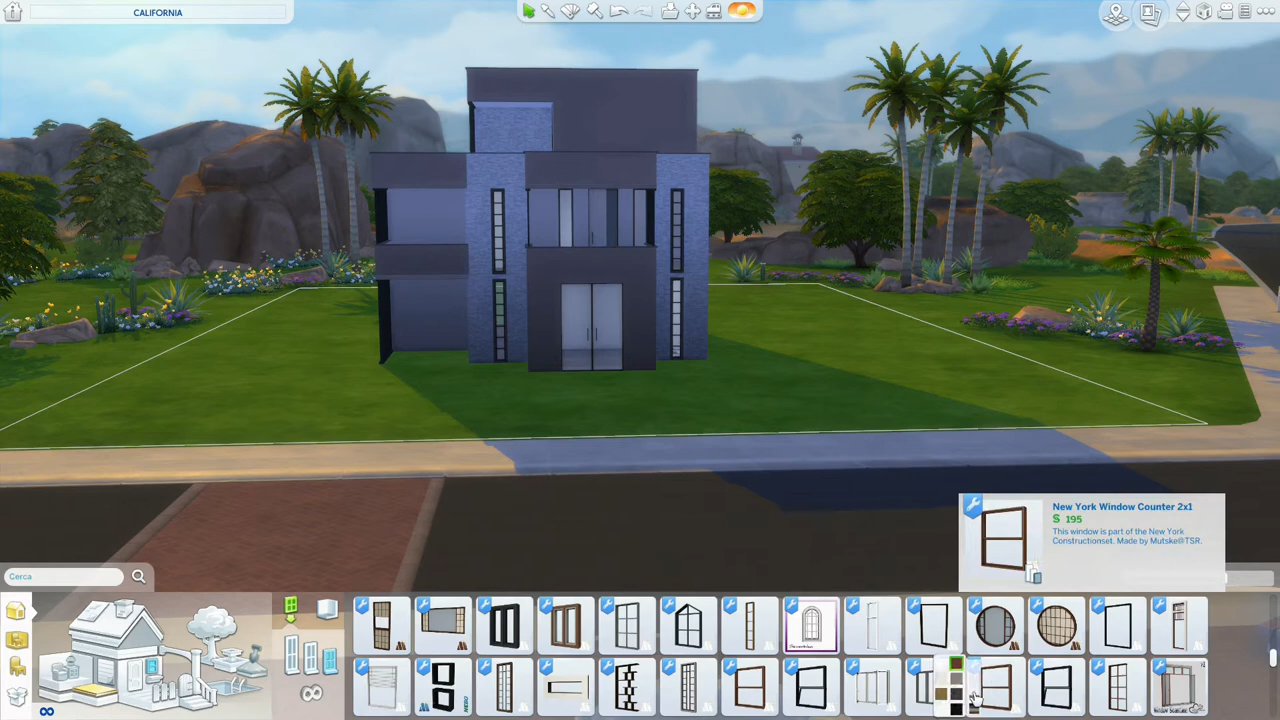 CALIFORNIA
New York Window Counter 2x1
S 195
This window is part of the New York
Constructionset. Made by Mutske@TSR.
Cerca